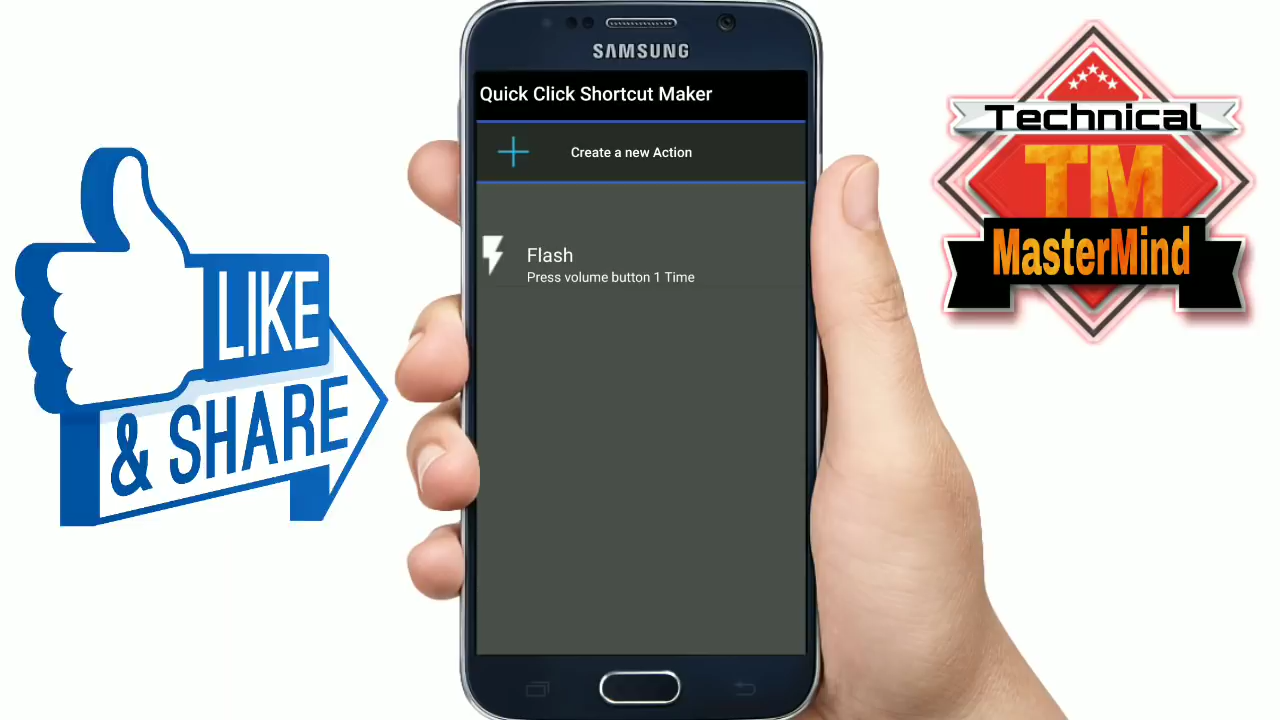 SAMSUNG
Quick Click Shortcut Maker
Create a new Action
Flash
Press volume button 1 Time
LIKE
& SHARE
Technical
TM
MasterMind